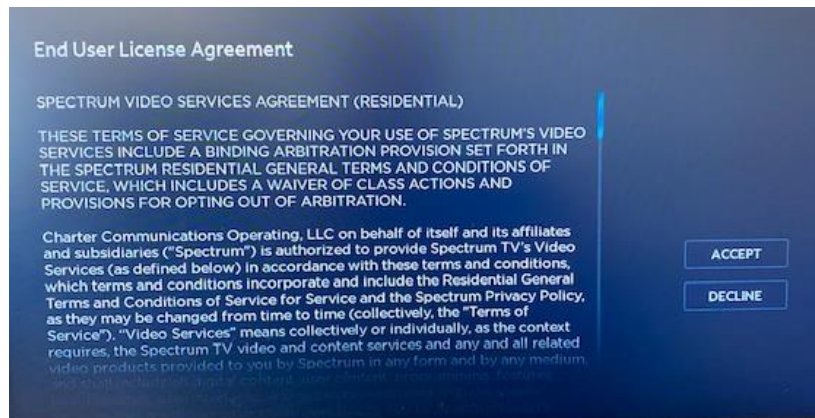 End User License Agreement
SPECTRUM VIDEO SERVICES AGREEMENT (RESIDENTIAL)
THESE TERMS OF SERVICE GOVERNING YOUR USE OF SPECTRUM'S VIDEO
SERVICES INCLUDE A BINDING ARBITRATION PROVISION SET FORTH IN
THE SPECTRUM RESIDENTIAL GENERAL TERMS AND CONDITIONS OF
SERVICE, WHICH INCLUDES A WAIVER OF CLASS ACTIONS AND
PROVISIONS FOR OPTING OUT OF ARBITRATION.
Charter Communications Operating, LLC on behalf of itself and its affiliates
and subsidiaries ("Spectrum") is authorized to provide Spectrum TV's Video
Services (as defined below) in accordance with these terms and conditions,
which terms and conditions incorporate and include the Residential General
Terms and Conditions of Service for Service and the Spectrum Privacy Policy,
as they may be changed from time to time (collectively, the "Terms of
Service"). "Video Services" means collectively or individually, as the context
requires, the Spectrum TV video and content services and any and all related
video products provided to you by Spectrum in any form and by any medium,
ACCEPT
DECLINE